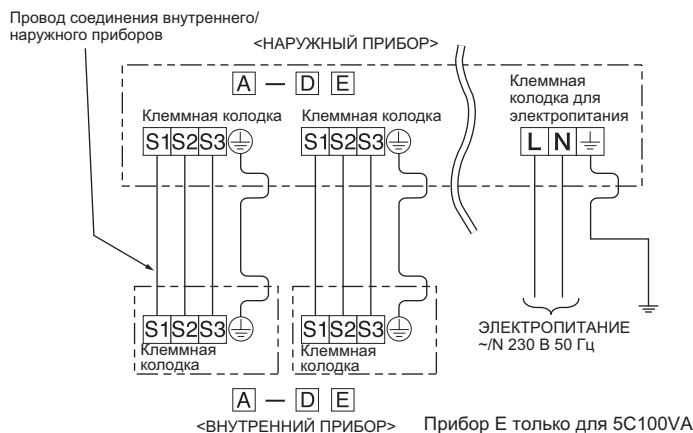 Провод соединения внутреннего/
наружного приборов
<НАРУЖНЫЙ ПРИБОР>
A — D E
Клеммная колодка
Клеммная колодка
Клеммная
колодка для
электропитания
S1 S2 S3
S1 S2 S3
L N
S1 S2 S3
Клеммная
колодка
S1 S2 S3
Клеммная
колодка
ЭЛЕКТРОПИТАНИЕ
~/N 230 В 50 Гц
A — D E
<ВНУТРЕННИЙ ПРИБОР>
Прибор E только для 5C100VA